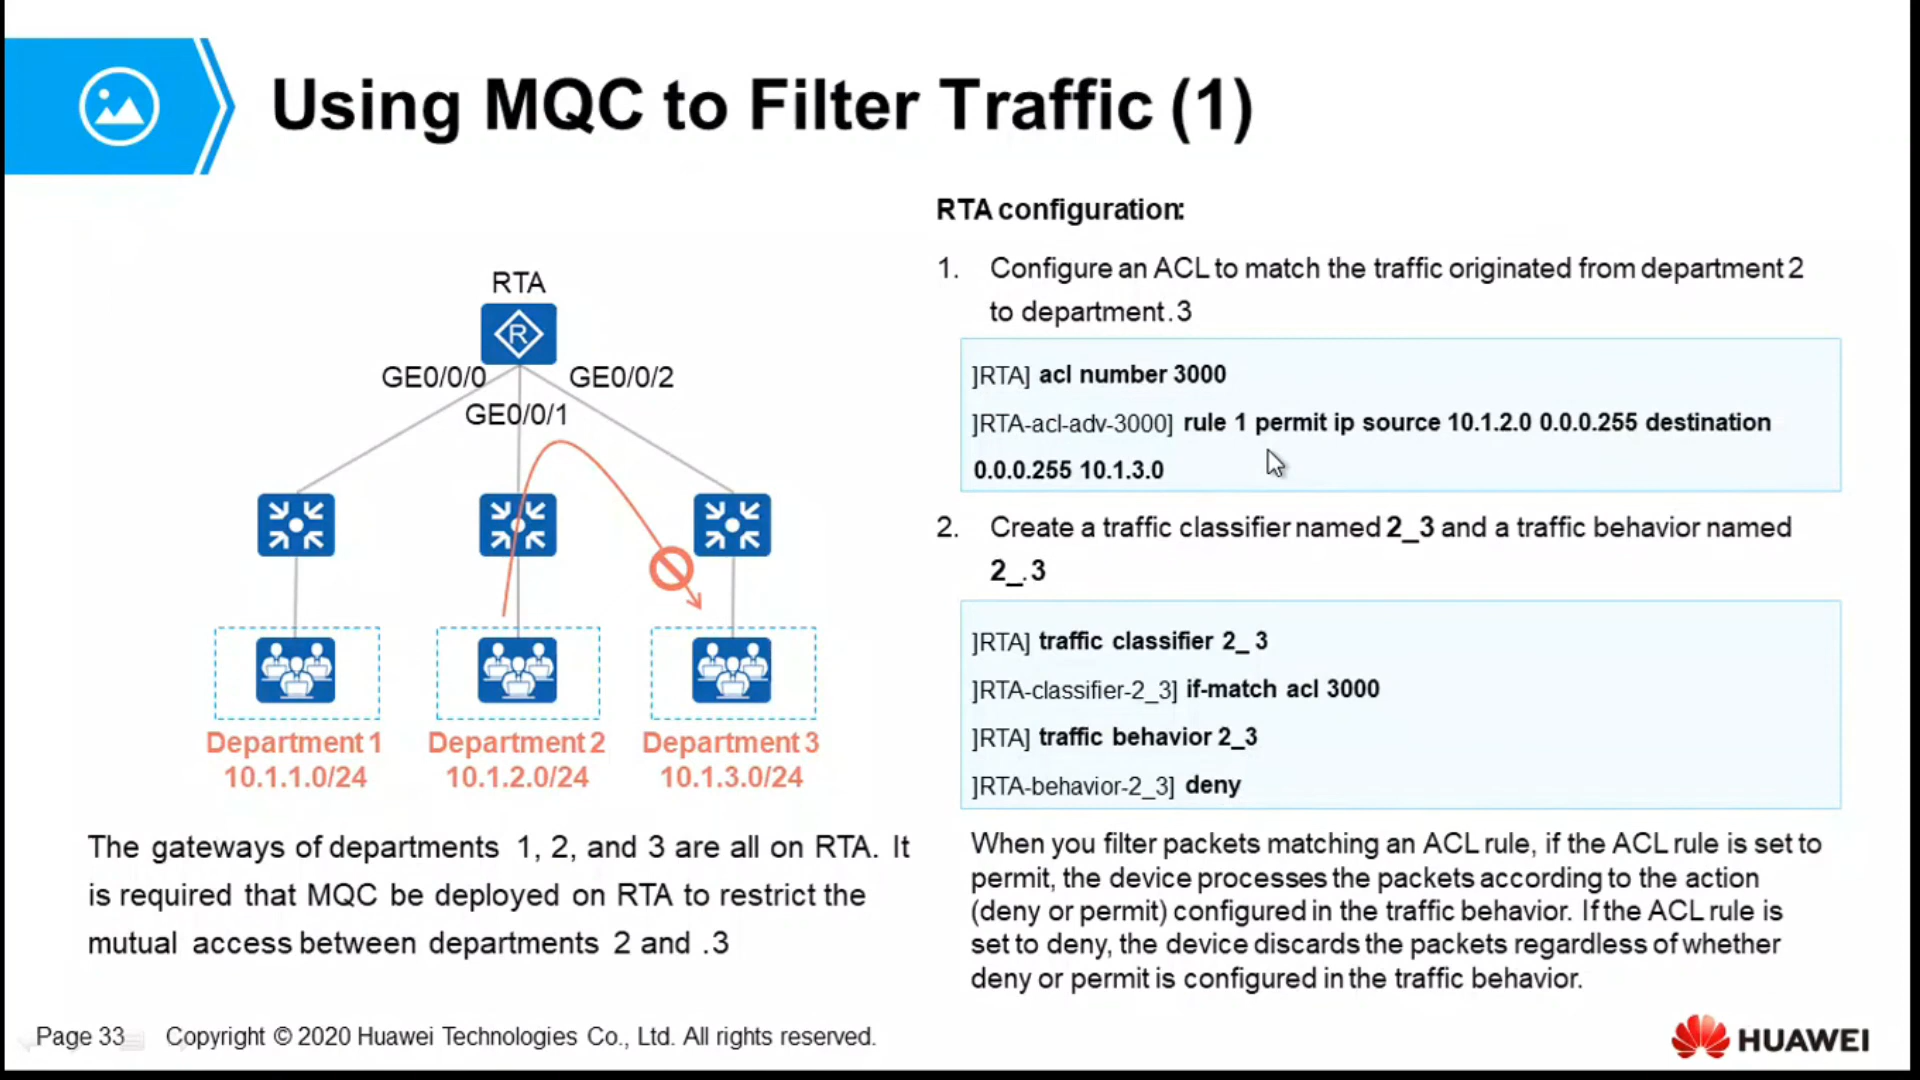 Using MQC to Filter Traffic (1)
RTA
GE0/0/0
GE0/0/2
GE0/0/1
Department 1
10.1.1.0/24
Department 2
10.1.2.0/24
Department 3
10.1.3.0/24
The gateways of departments 1, 2, and 3 are all on RTA. It
is required that MQC be deployed on RTA to restrict the
mutual access between departments 2 and .3
RTA configuration:
1. Configure an ACL to match the traffic originated from department 2
to department.3
]RTA] acl number 3000
]RTA-acl-adv-3000] rule 1 permit ip source 10.1.2.0 0.0.0.255 destination
0.0.0.255 10.1.3.0
2. Create a traffic classifier named 2_3 and a traffic behavior named
2_.3
]RTA] traffic classifier 2_ 3
]RTA-classifier-2_3] if-match acl 3000
]RTA] traffic behavior 2_3
]RTA-behavior-2_3] deny
When you filter packets matching an ACL rule, if the ACL rule is set to
permit, the device processes the packets according to the action
(deny or permit) configured in the traffic behavior. If the ACL rule is
set to deny, the device discards the packets regardless of whether
deny or permit is configured in the traffic behavior.
Page 33 Copyright © 2020 Huawei Technologies Co., Ltd. All rights reserved.
HUAWEI